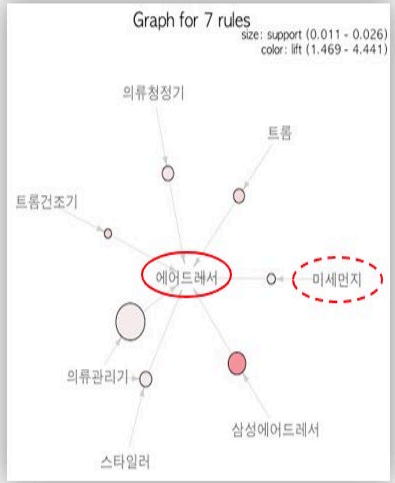 Graph for 7 rules
size: support (0.011 - 0.026)
color: lift (1.469 - 4.441)
의류청정기
트롬
트롬건조기
에어드레서
미세먼지
의류관리기
삼성에어드레서
스타일러